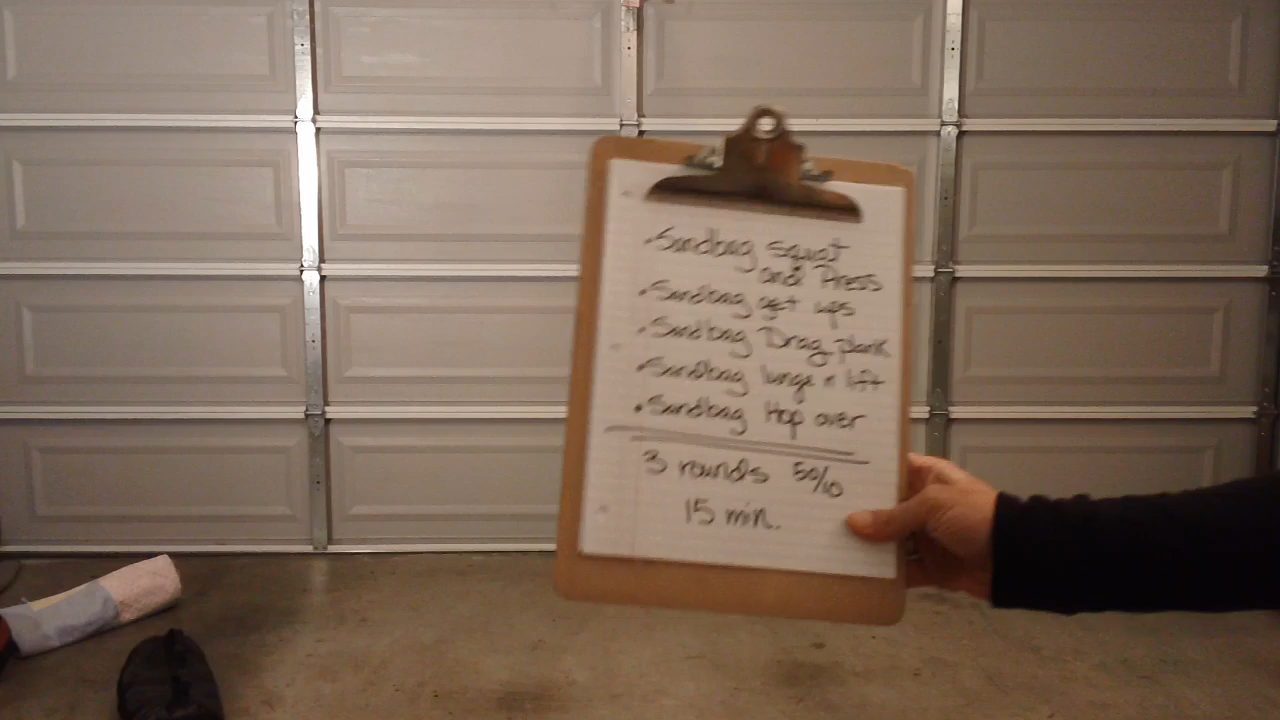 • Sandbag squat
and Press
• Sandbag get ups
• Sandbag Drag plank
• Sandbag lunge n lift
• Sandbag Hop over
3 rounds 50/10
15 min.